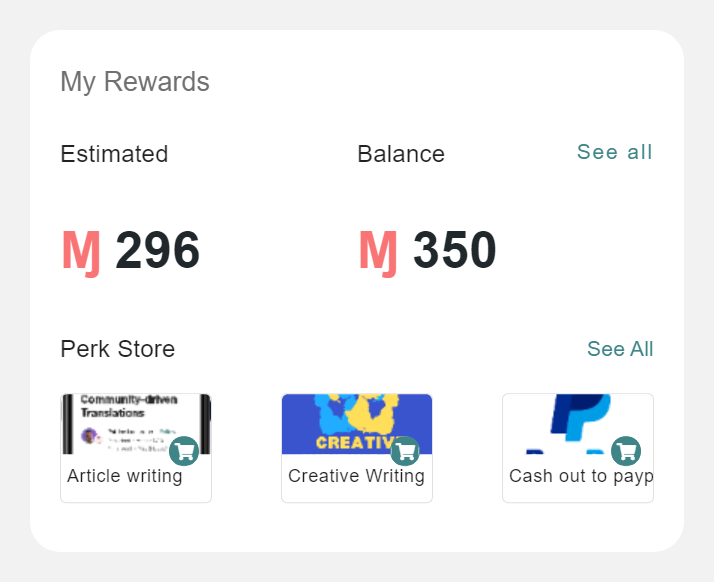 My Rewards
Estimated
Balance
See all
Ɱ 296
Ɱ 350
Perk Store
See All
Community-driven
Translations
CREATIV
Article writing
Creative Writing
Cash out to payp